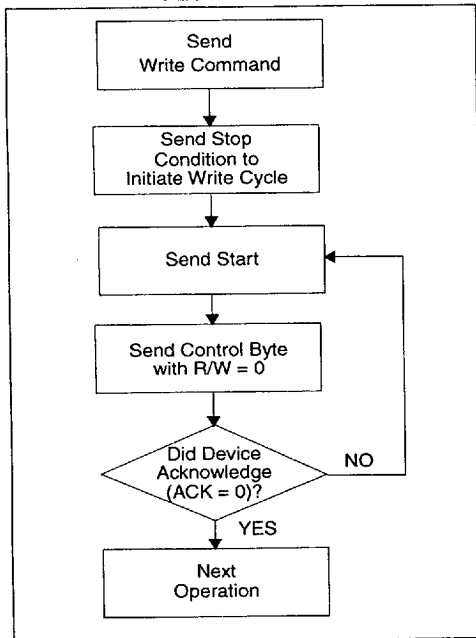 Send
Write Command
Send Stop
Condition to
Initiate Write Cycle
Send Start
Send Control Byte
with R/W = 0
Did Device
Acknowledge
(ACK = 0)?
NO
YES
Next
Operation